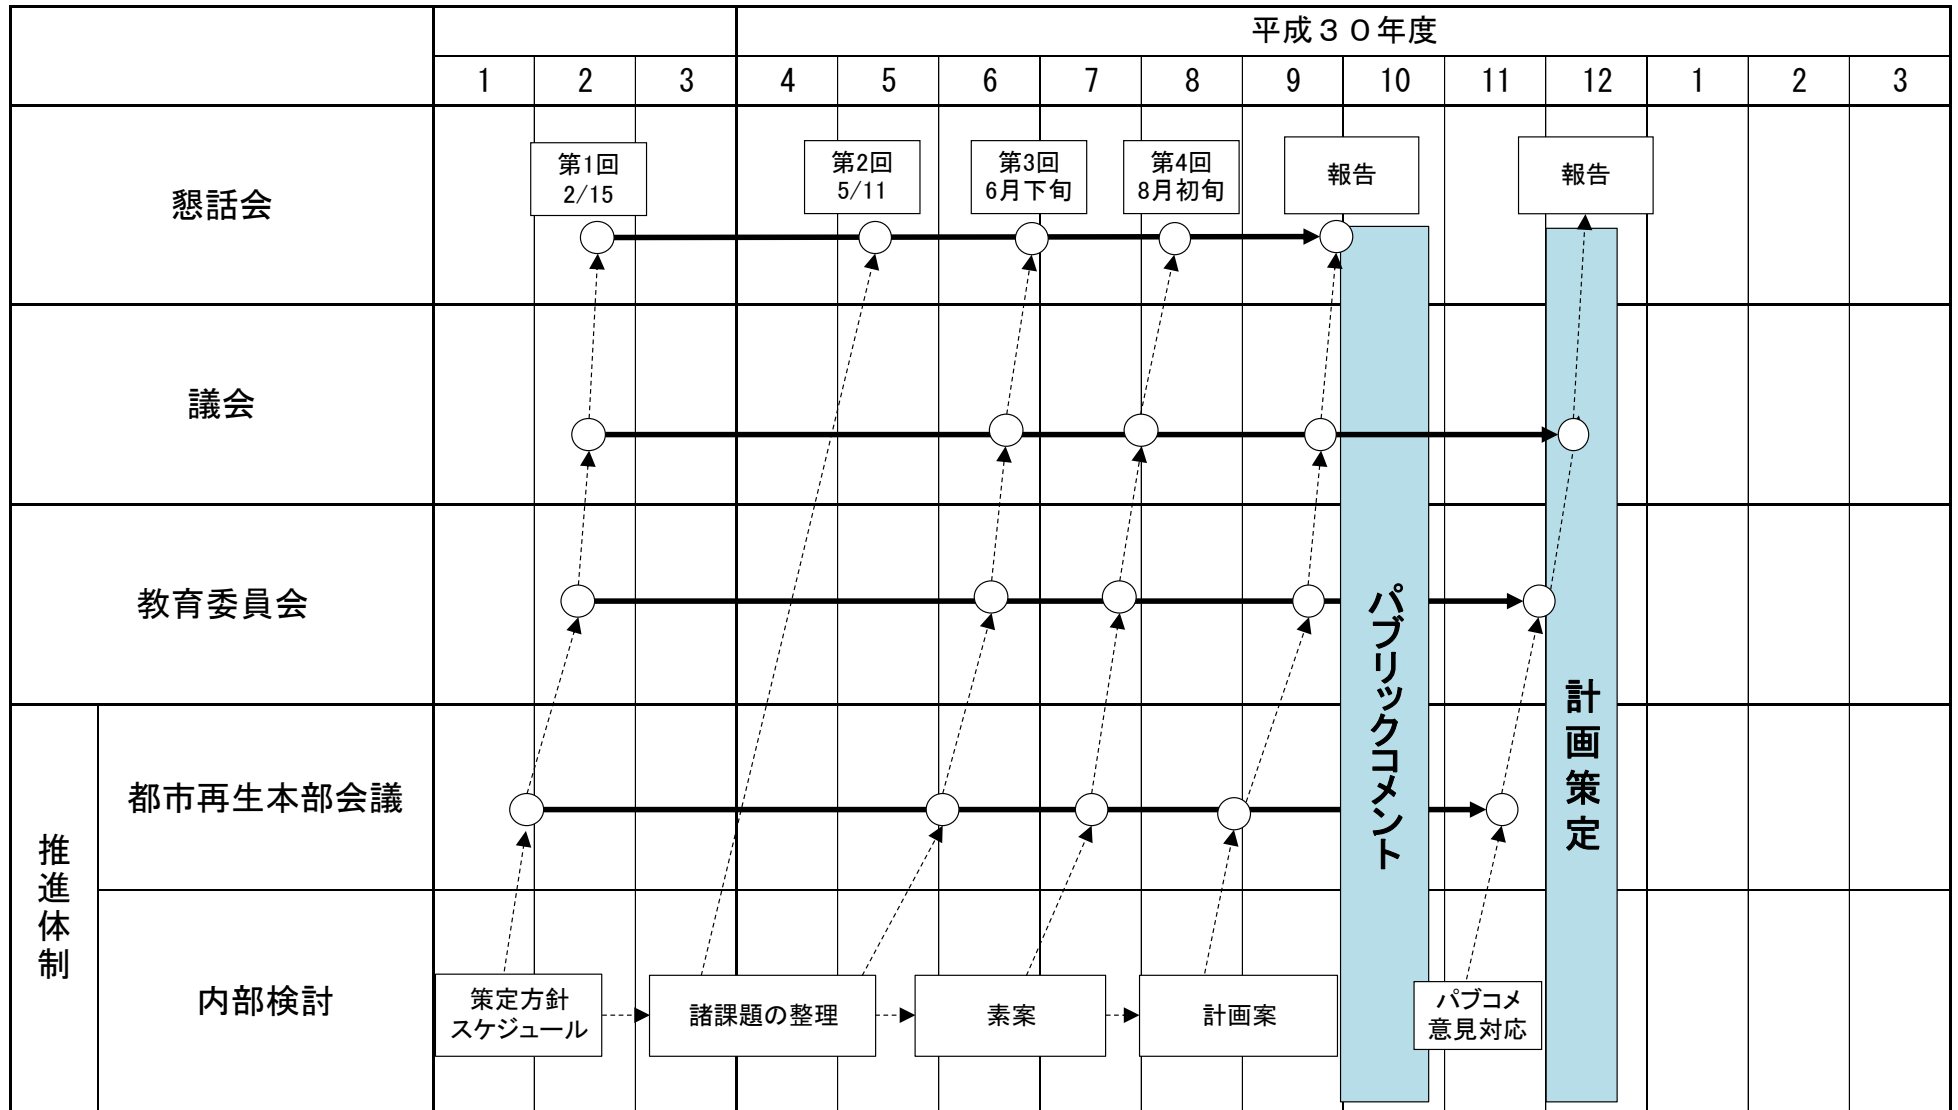 平成３０年度
1 2 3 4 5 6 7 8 9 10 11 12 1 2 3
懇話会
第1回
2/15
第2回
5/11
第3回
6月下旬
第4回
8月初旬
報告
報告
議会
教育委員会
パブリックコメント
計画策定
推進体制
都市再生本部会議
内部検討
策定方針
スケジュール
諸課題の整理
素案
計画案
パブコメ
意見対応